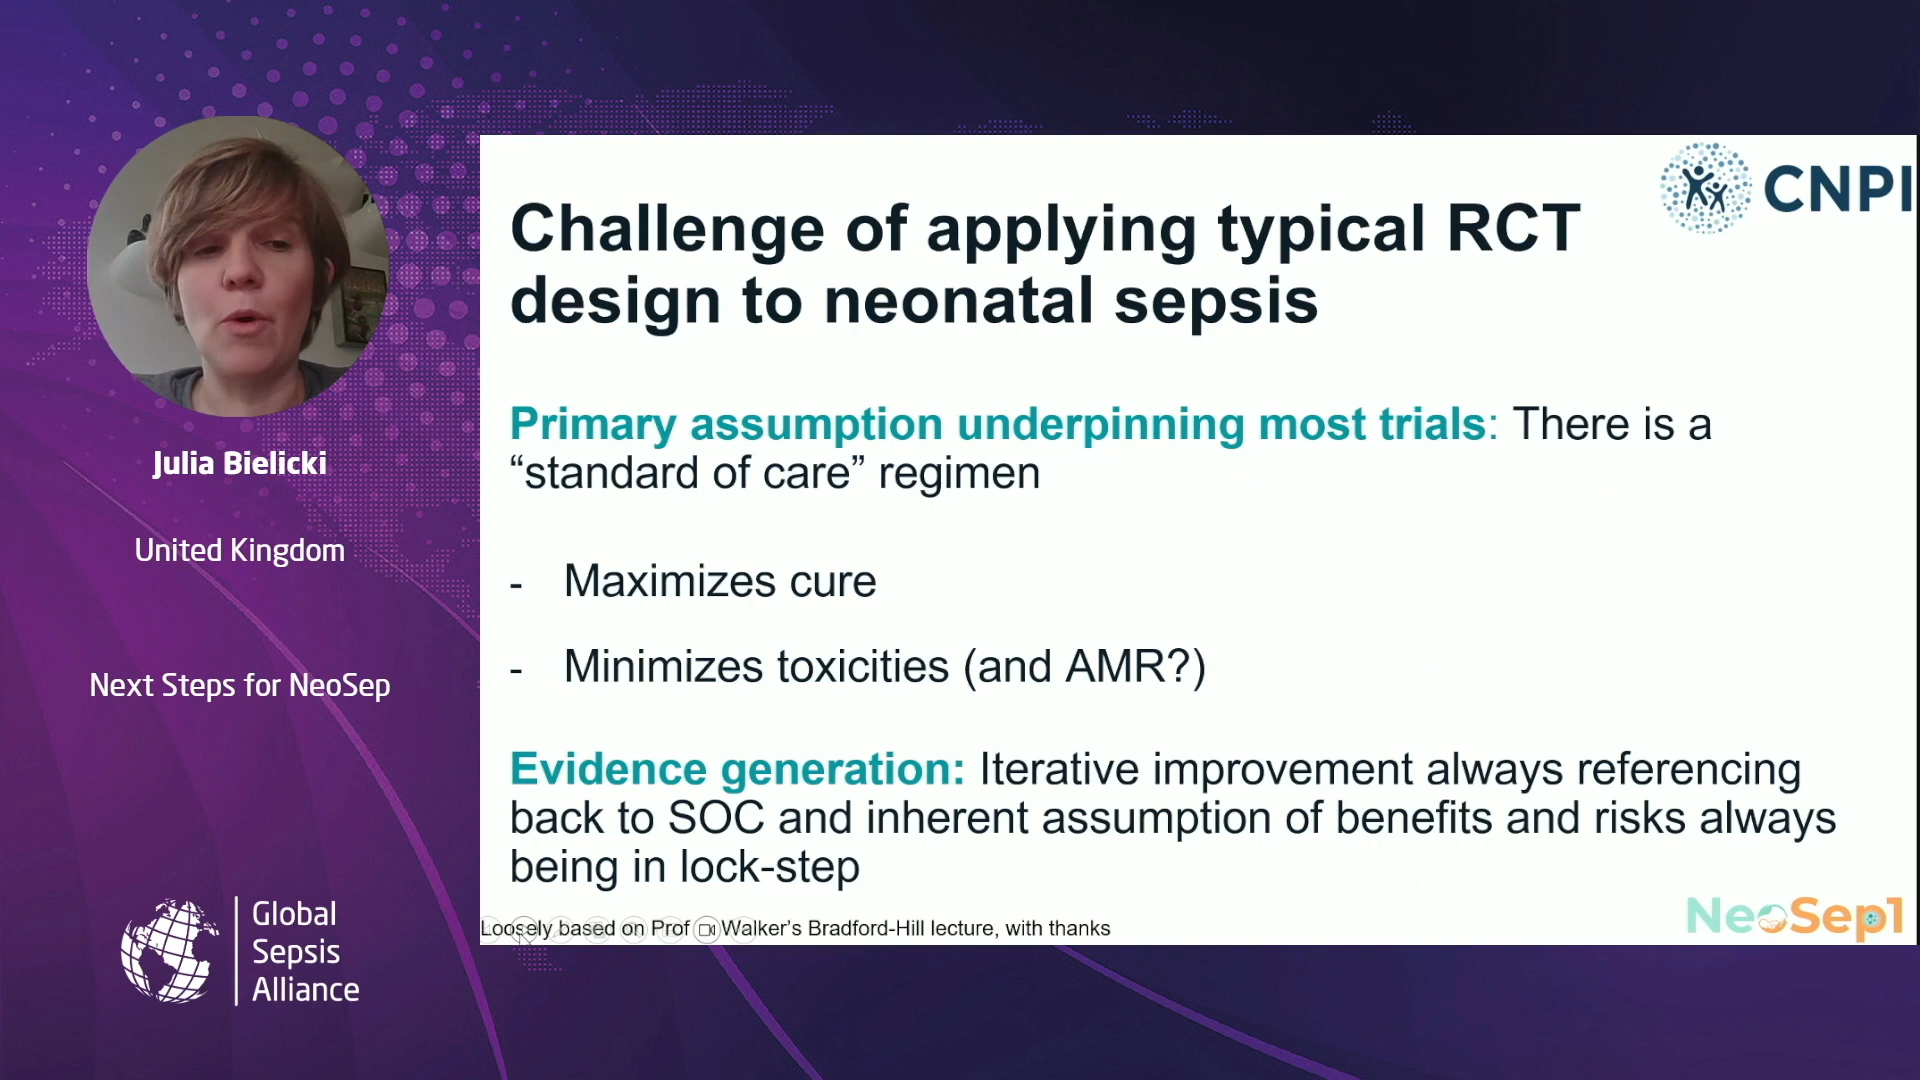 Julia Bielicki
United Kingdom
Next Steps for NeoSep
Global
Sepsis
Alliance
CNPI
Challenge of applying typical RCT
design to neonatal sepsis
Primary assumption underpinning most trials: There is a
“standard of care” regimen
- Maximizes cure
- Minimizes toxicities (and AMR?)
Evidence generation: Iterative improvement always referencing
back to SOC and inherent assumption of benefits and risks always
being in lock-step
Loosely based on Prof Walker’s Bradford-Hill lecture, with thanks
NeoSep1